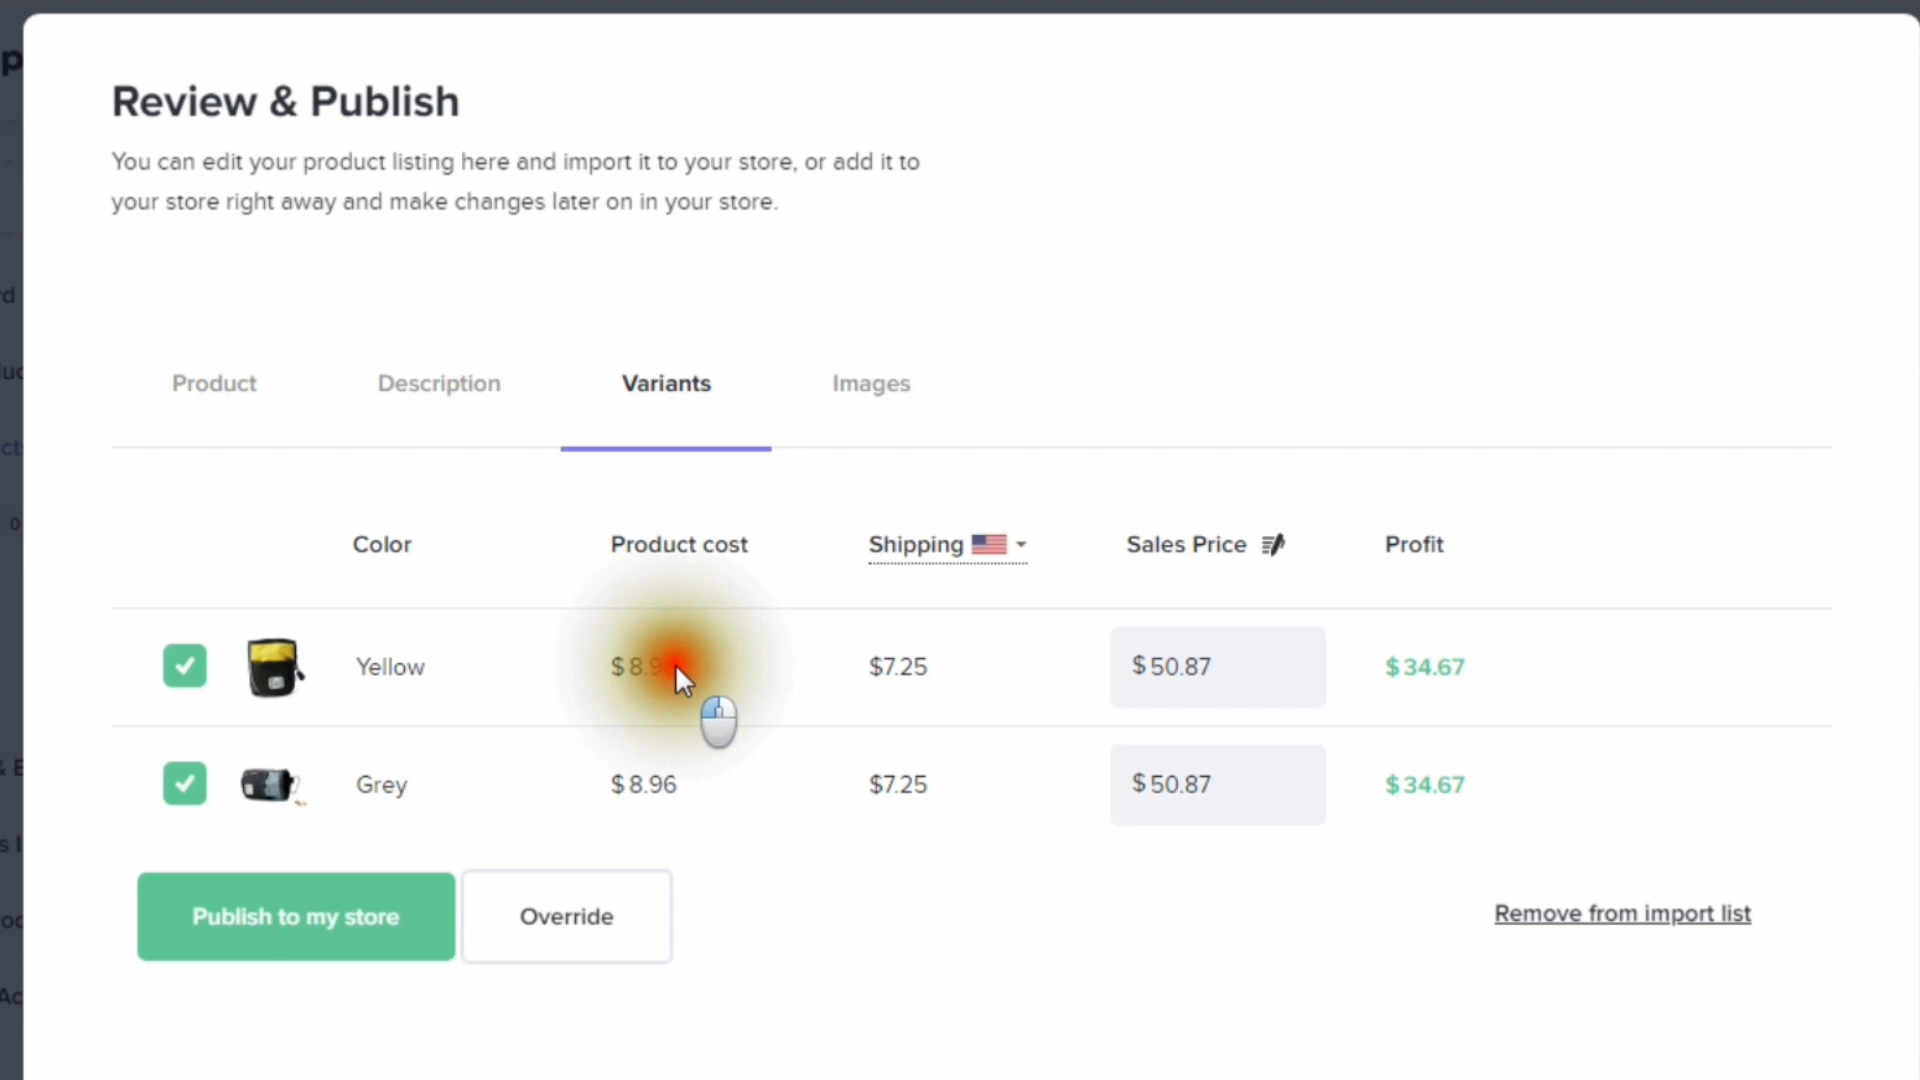 Review & Publish
You can edit your product listing here and import it to your store, or add it to
your store right away and make changes later on in your store.
Product Description Variants Images
Color Product cost Shipping Sales Price Profit
Yellow $7.25 $50.87 $34.67
Grey $8.96 $7.25 $50.87 $34.67
Publish to my store Override Remove from import list